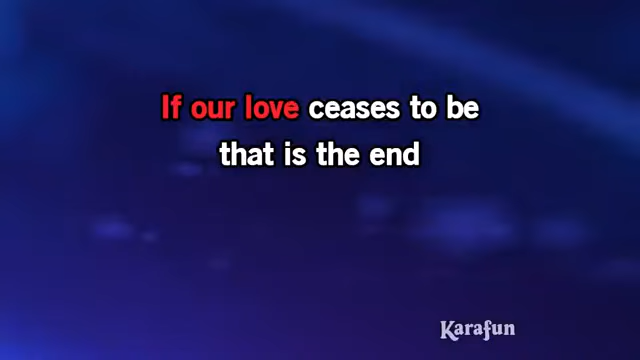 If our love ceases to be
that is the end
Karafun